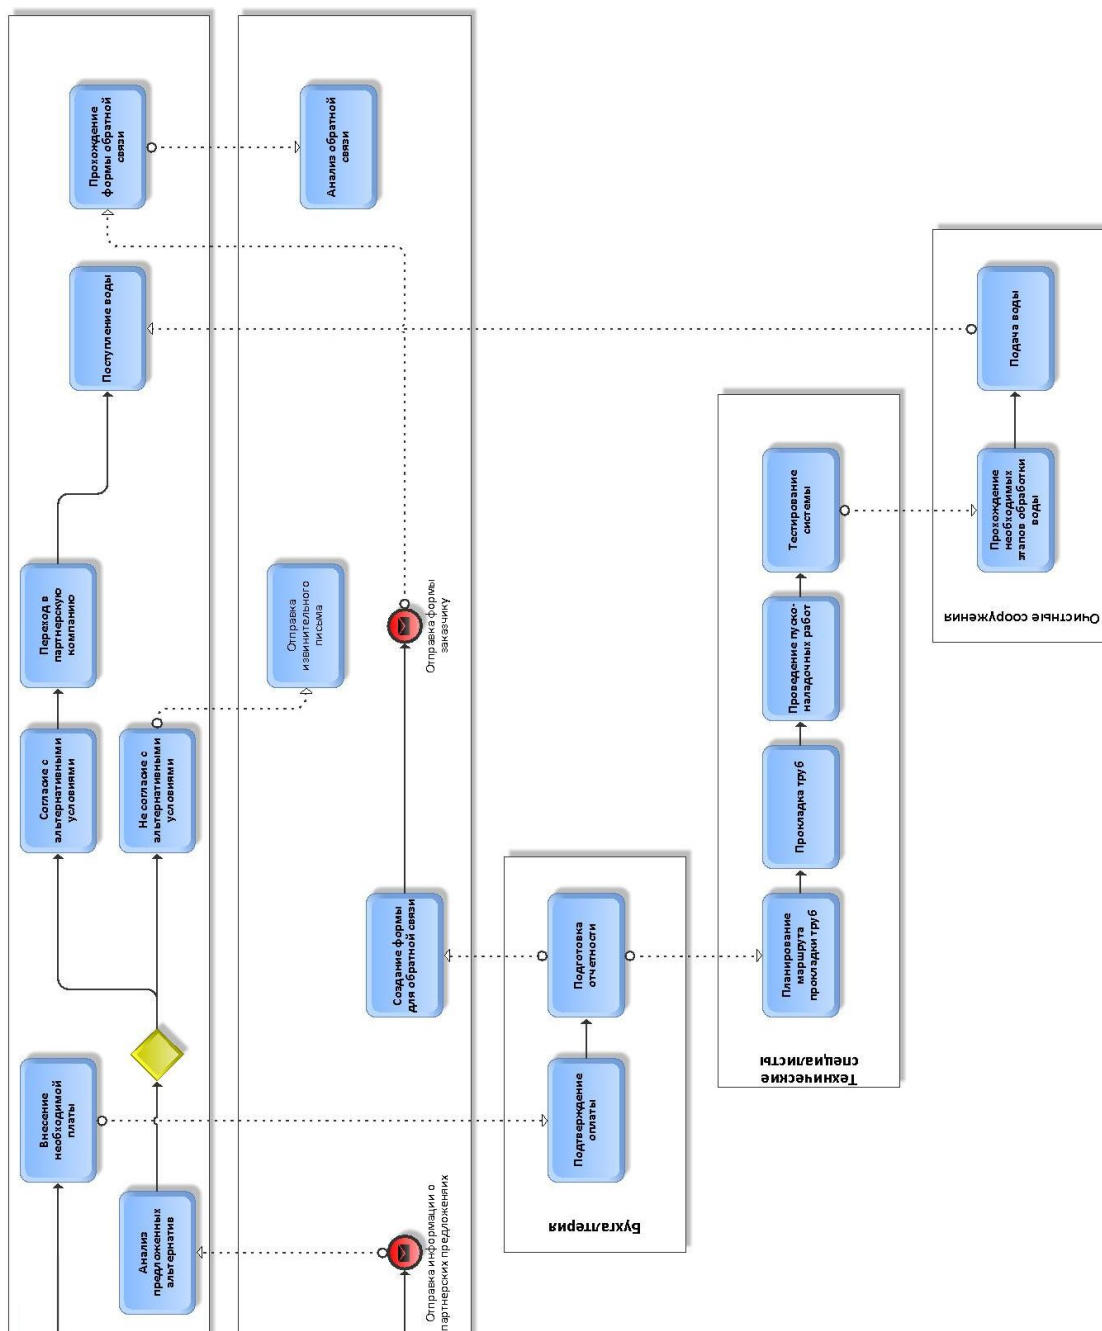 Прохождение
формы обратной
связи
Анализ обратной
связи
Поступление воды
Подача воды
Переход в
партнерскую
компанию
Отправка
извинительного
письма
Отправка формы
заказчику
Тестирование
системы
Прохождение
необходимых
этапов обработки
воды
Очистные сооружения
Проведение пуско-
наладочных работ
Согласие с
альтернативными
условиями
Не согласие с
альтернативными
условиями
Прокладка труб
Создание формы
для обратной связи
Подготовка
отчетности
Планирование
маршрута
прокладки труб
Технические
специалисты
Внесение
необходимой
платы
Подтверждение
оплаты
Бухгалтерия
Анализ
предложенных
альтернатив
Отправка информации о
партнерских предложениях